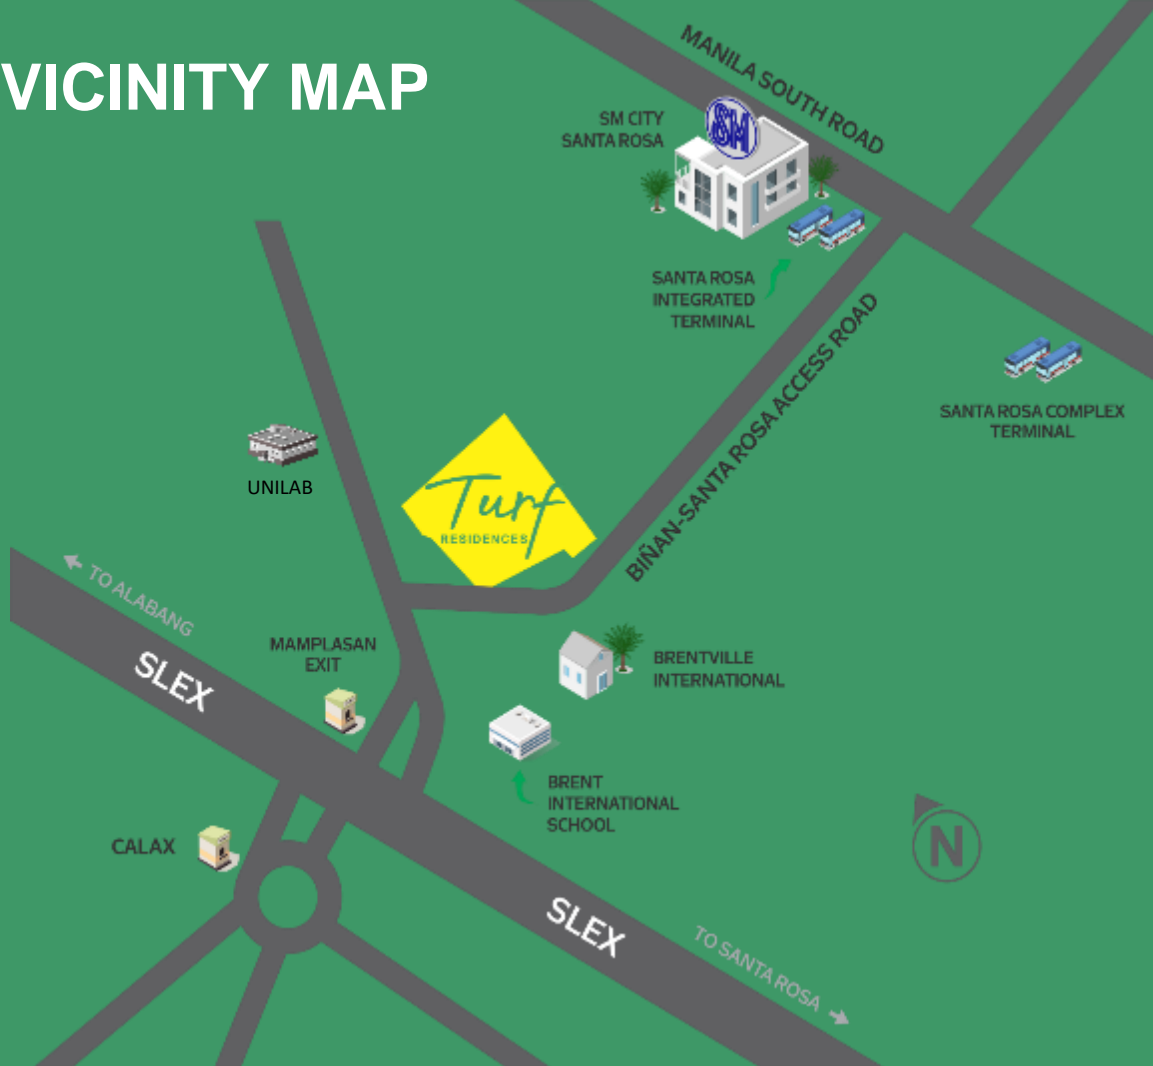 VICINITY MAP
MANILA SOUTH ROAD
SM CITY
SANTA ROSA
SM
SANTA ROSA
INTEGRATED
TERMINAL
BIÑAN-SANTA ROSA ACCESS ROAD
SANTA ROSA COMPLEX
TERMINAL
UNILAB
Turf
RESIDENCES
TO ALABANG
SLEX
MAMPLASAN
EXIT
BRENTVILLE
INTERNATIONAL
BRENT
INTERNATIONAL
SCHOOL
CALAX
N
SLEX
TO SANTA ROSA